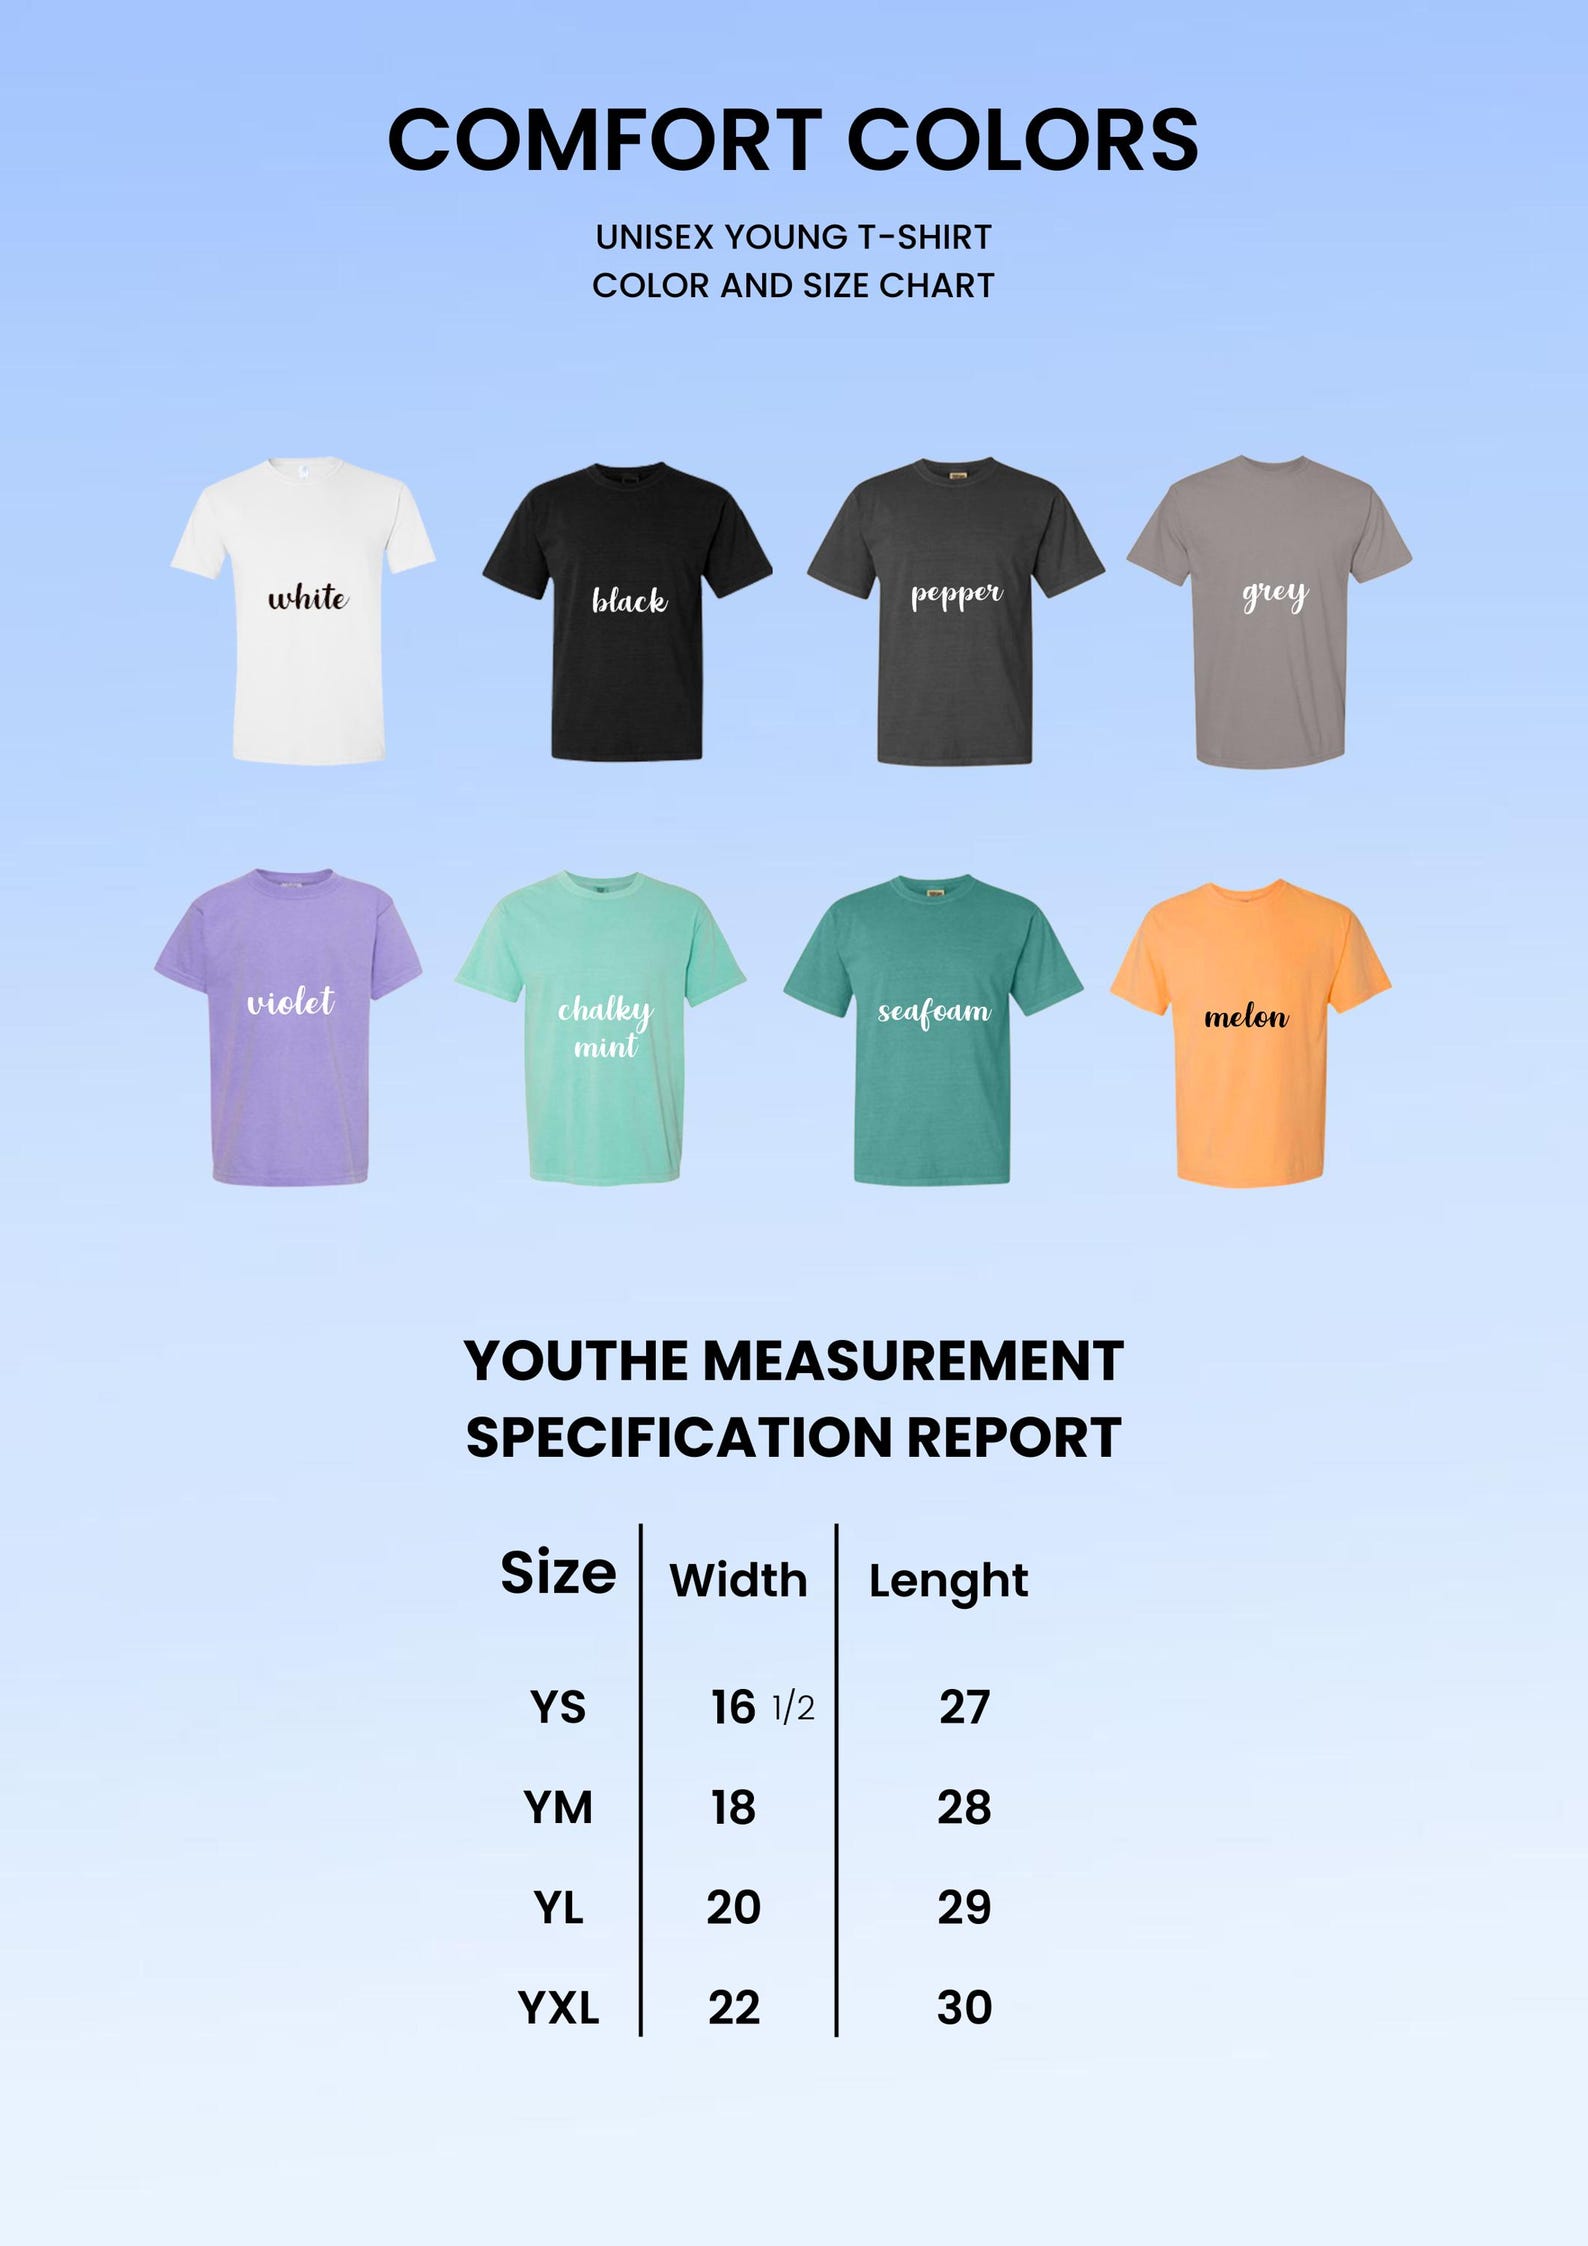 COMFORT COLORS
UNISEX YOUNG T-SHIRT
COLOR AND SIZE CHART
white
black
pepper
grey
violet
chalky
mint
seafoam
melon
YOUTHE MEASUREMENT
SPECIFICATION REPORT
Size Width Lenght
YS 16 1/2 27
YM 18 28
YL 20 29
YXL 22 30